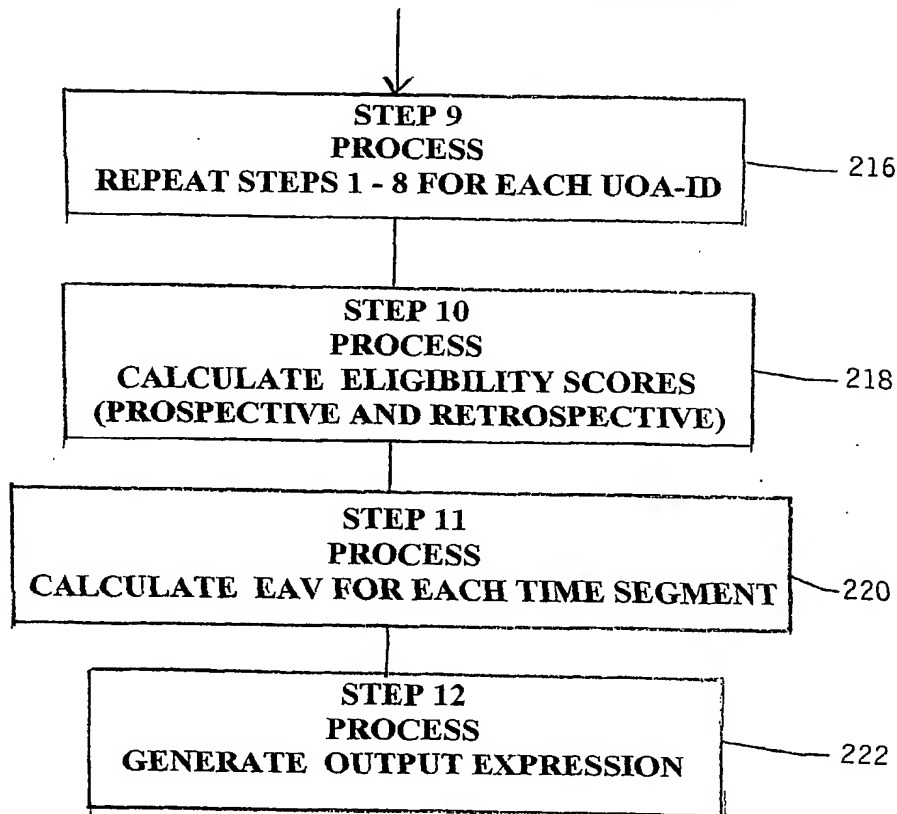 STEP 9
PROCESS
REPEAT STEPS 1 - 8 FOR EACH UOA-ID
216
STEP 10
PROCESS
CALCULATE ELIGIBILITY SCORES
(PROSPECTIVE AND RETROSPECTIVE)
218
STEP 11
PROCESS
CALCULATE EAV FOR EACH TIME SEGMENT
220
STEP 12
PROCESS
GENERATE OUTPUT EXPRESSION
222